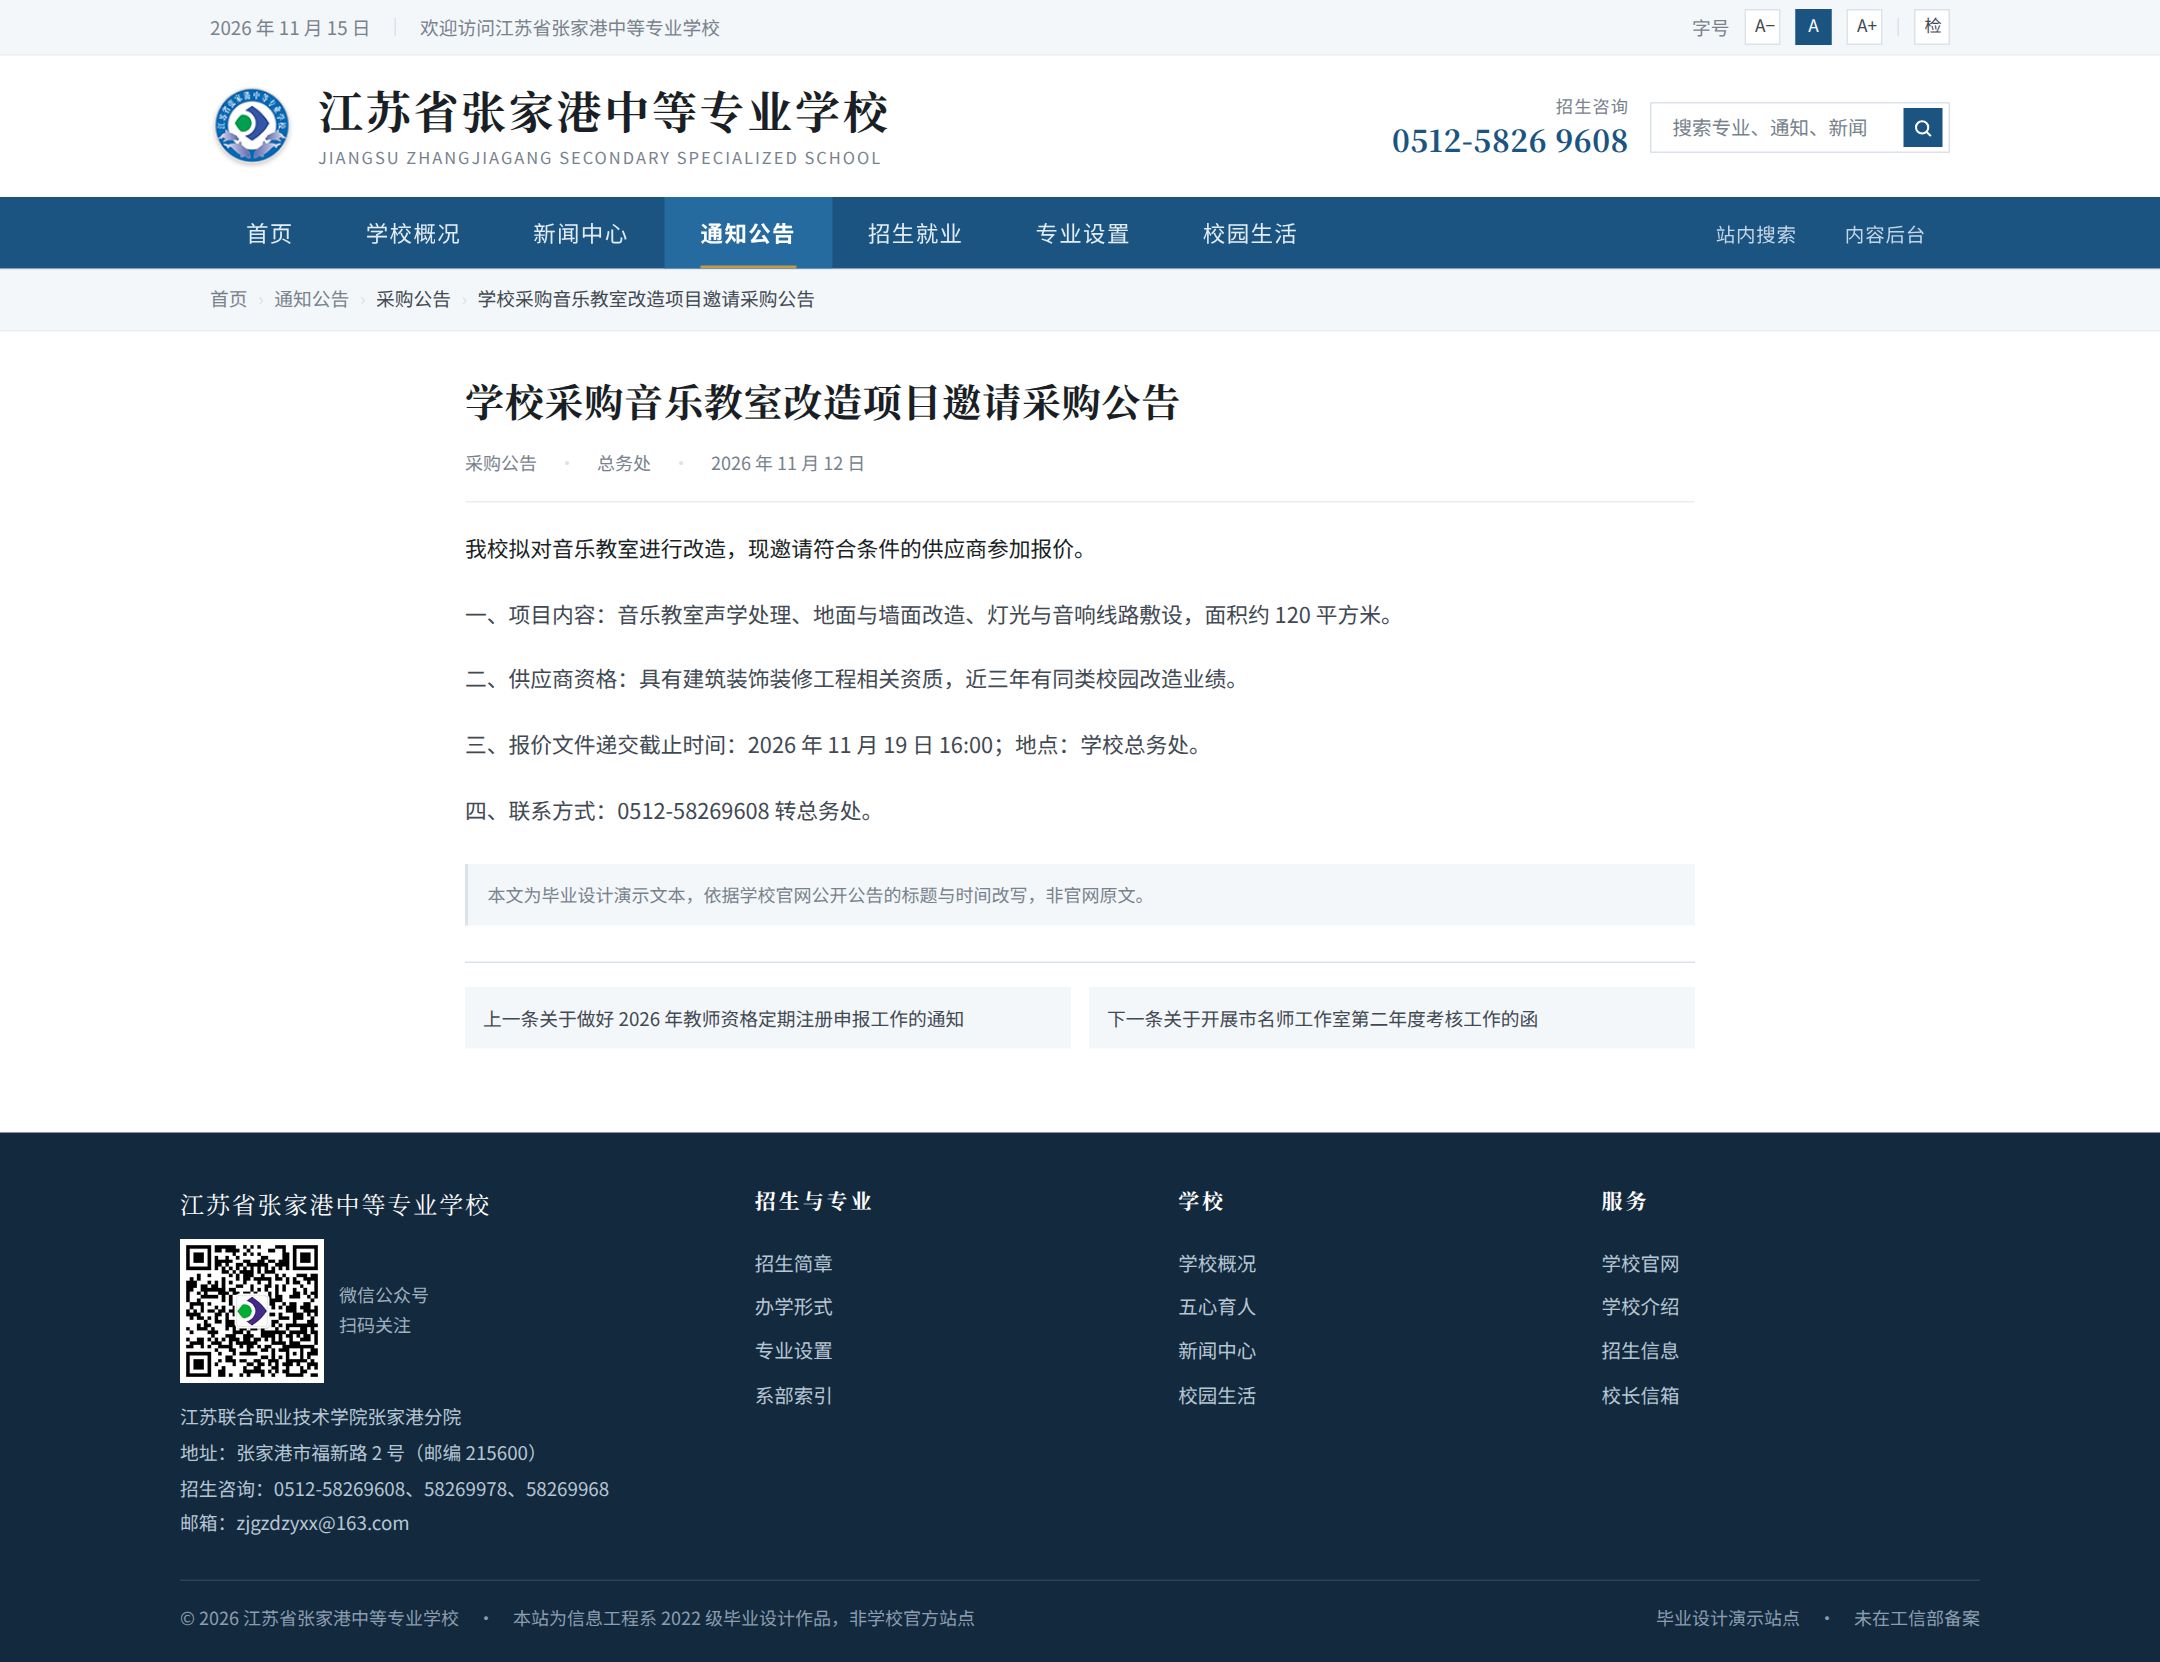 2026 年 11 月 15 日
欢迎访问江苏省张家港中等专业学校
字号 A− A A+ 检
江苏省张家港中等专业学校
JIANGSU ZHANGJIAGANG SECONDARY SPECIALIZED SCHOOL
招生咨询
0512-5826 9608
搜索专业、通知、新闻
首页 学校概况 新闻中心 通知公告 招生就业 专业设置 校园生活 站内搜索 内容后台
首页 › 通知公告 › 采购公告 › 学校采购音乐教室改造项目邀请采购公告
学校采购音乐教室改造项目邀请采购公告
采购公告 · 总务处 · 2026 年 11 月 12 日
我校拟对音乐教室进行改造，现邀请符合条件的供应商参加报价。
一、项目内容：音乐教室声学处理、地面与墙面改造、灯光与音响线路敷设，面积约 120 平方米。
二、供应商资格：具有建筑装饰装修工程相关资质，近三年有同类校园改造业绩。
三、报价文件递交截止时间：2026 年 11 月 19 日 16:00；地点：学校总务处。
四、联系方式：0512-58269608 转总务处。
本文为毕业设计演示文本，依据学校官网公开公告的标题与时间改写，非官网原文。
上一条关于做好 2026 年教师资格定期注册申报工作的通知
下一条关于开展市名师工作室第二年度考核工作的函
江苏省张家港中等专业学校
微信公众号
扫码关注
江苏联合职业技术学院张家港分院
地址：张家港市福新路 2 号（邮编 215600）
招生咨询：0512-58269608、58269978、58269968
邮箱：zjgzdzyxx@163.com
招生与专业
招生简章
办学形式
专业设置
系部索引
学校
学校概况
五心育人
新闻中心
校园生活
服务
学校官网
学校介绍
招生信息
校长信箱
© 2026 江苏省张家港中等专业学校 · 本站为信息工程系 2022 级毕业设计作品，非学校官方站点
毕业设计演示站点 · 未在工信部备案